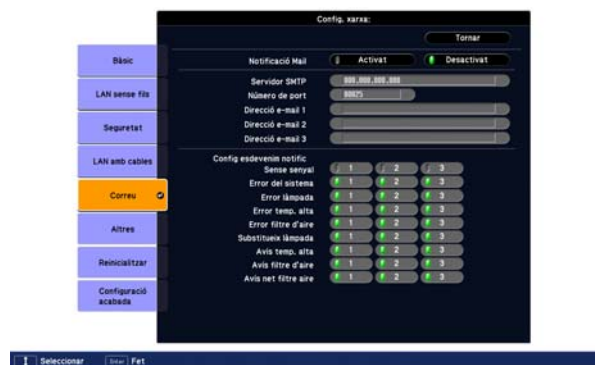 Config. xarxa:
Tornar
Bàsic
LAN sense fils
Seguretat
LAN amb cables
Correu
Altres
Reinicialitzar
Configuració
acabada
Notificació Mail Activat Desactivat
Servidor SMTP 000.000.000.000
Número de port 00025
Direcció e-mail 1
Direcció e-mail 2
Direcció e-mail 3
Config esdevenin notific
Sense senyal 1 2 3
Error del sistema 1 2 3
Error làmpada 1 2 3
Error temp. alta 1 2 3
Error filtre d'aire 1 2 3
Substitueix làmpada 1 2 3
Avís temp. alta 1 2 3
Avís filtre d'aire 1 2 3
Avís net filtre aire 1 2 3
Seleccionar Enter Fet